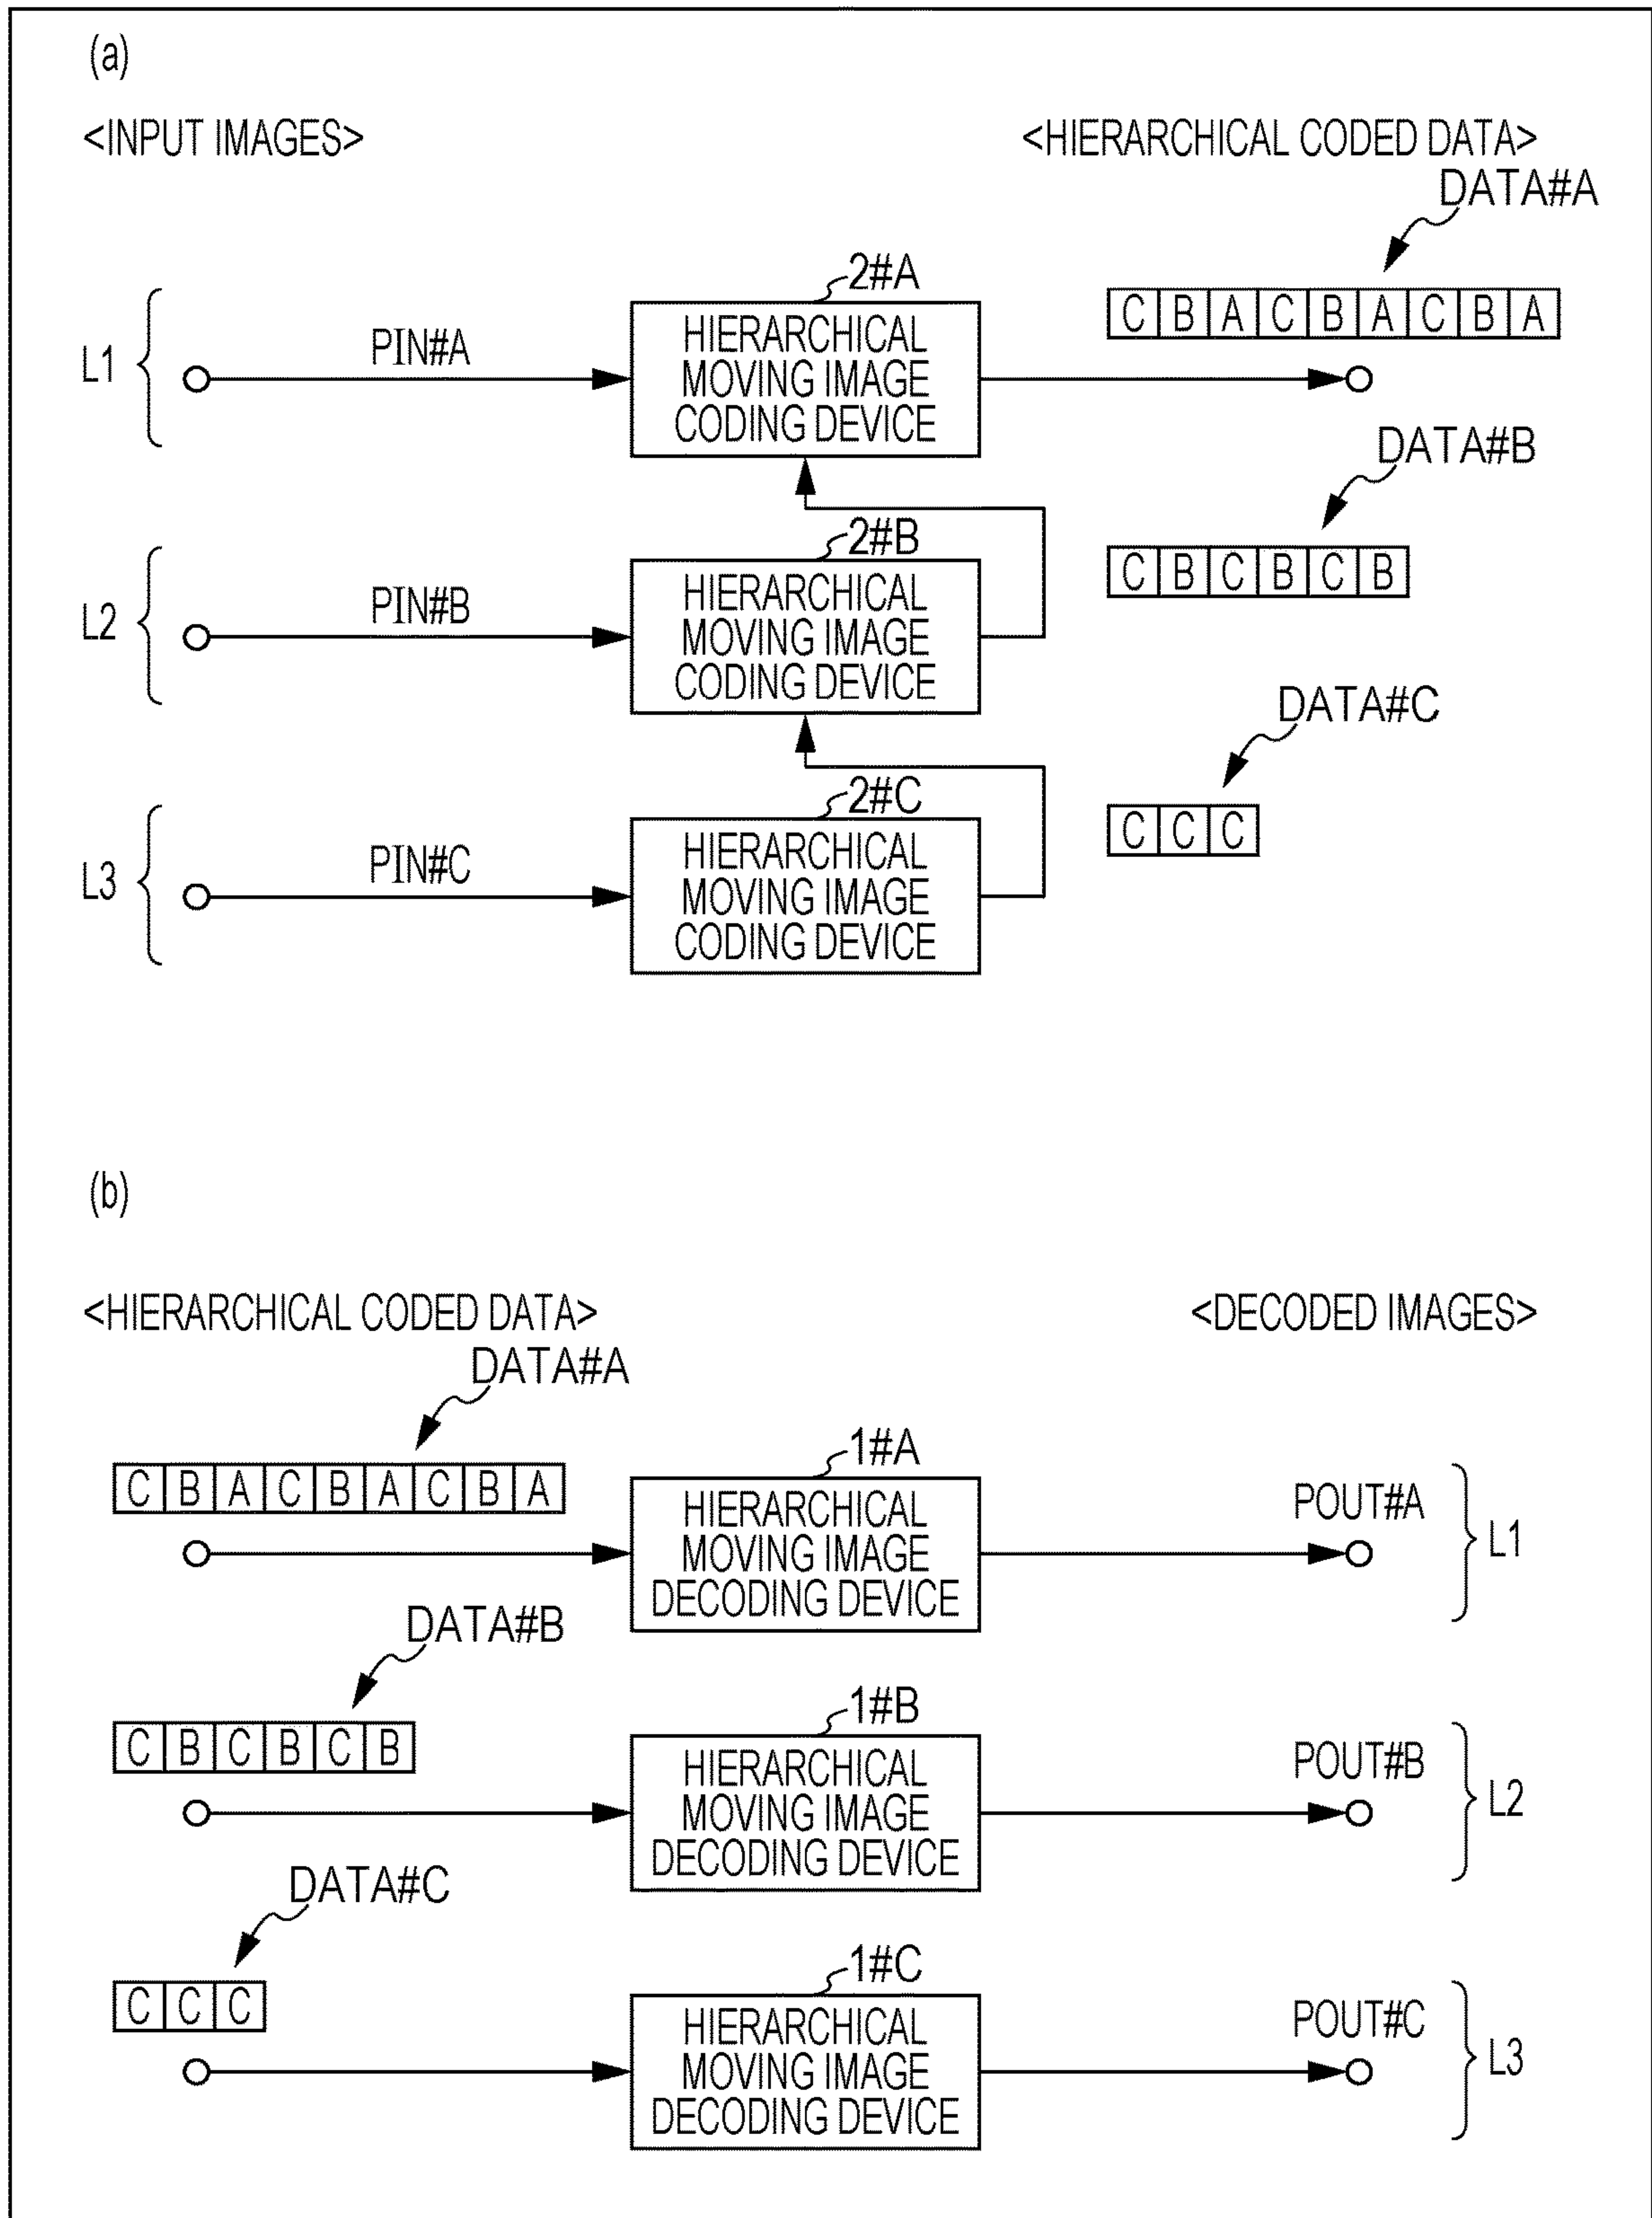 (a)
<INPUT IMAGES>
<HIERARCHICAL CODED DATA>
DATA#A
2#A
C B A C B A C B A
L1
PIN#A
HIERARCHICAL
MOVING IMAGE
CODING DEVICE
DATA#B
2#B
C B C B C B
L2
PIN#B
HIERARCHICAL
MOVING IMAGE
CODING DEVICE
DATA#C
2#C
C C C
L3
PIN#C
HIERARCHICAL
MOVING IMAGE
CODING DEVICE
(b)
<HIERARCHICAL CODED DATA>
<DECODED IMAGES>
DATA#A
1#A
C B A C B A C B A
HIERARCHICAL
MOVING IMAGE
DECODING DEVICE
POUT#A
L1
DATA#B
1#B
C B C B C B
HIERARCHICAL
MOVING IMAGE
DECODING DEVICE
POUT#B
L2
DATA#C
1#C
C C C
HIERARCHICAL
MOVING IMAGE
DECODING DEVICE
POUT#C
L3